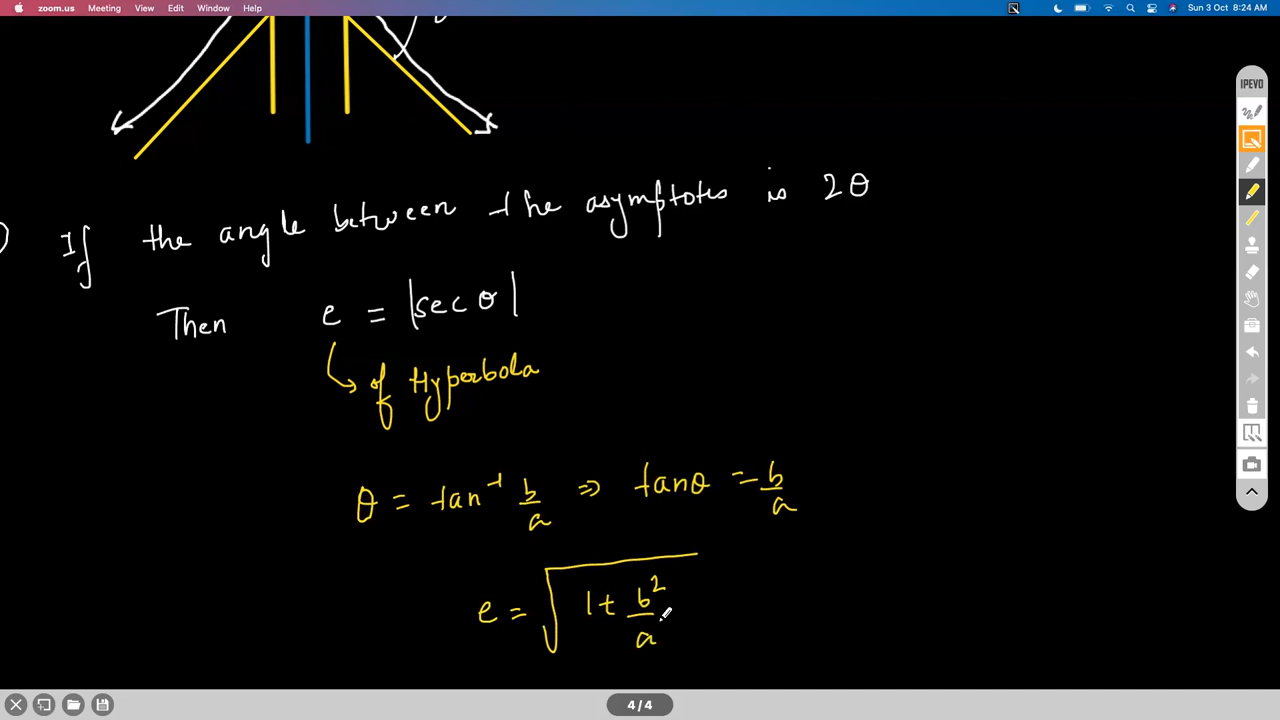 zoom.us Meeting View Edit Window Help Sun 3 Oct 8:24 AM
IPEVO
If the angle between the asymptotes is 2θ
Then e = |sec θ|
↳ of Hyperbola
θ = tan⁻¹ b/a ⇒ tanθ = b/a
e = √(1 + b²/a)
4/4